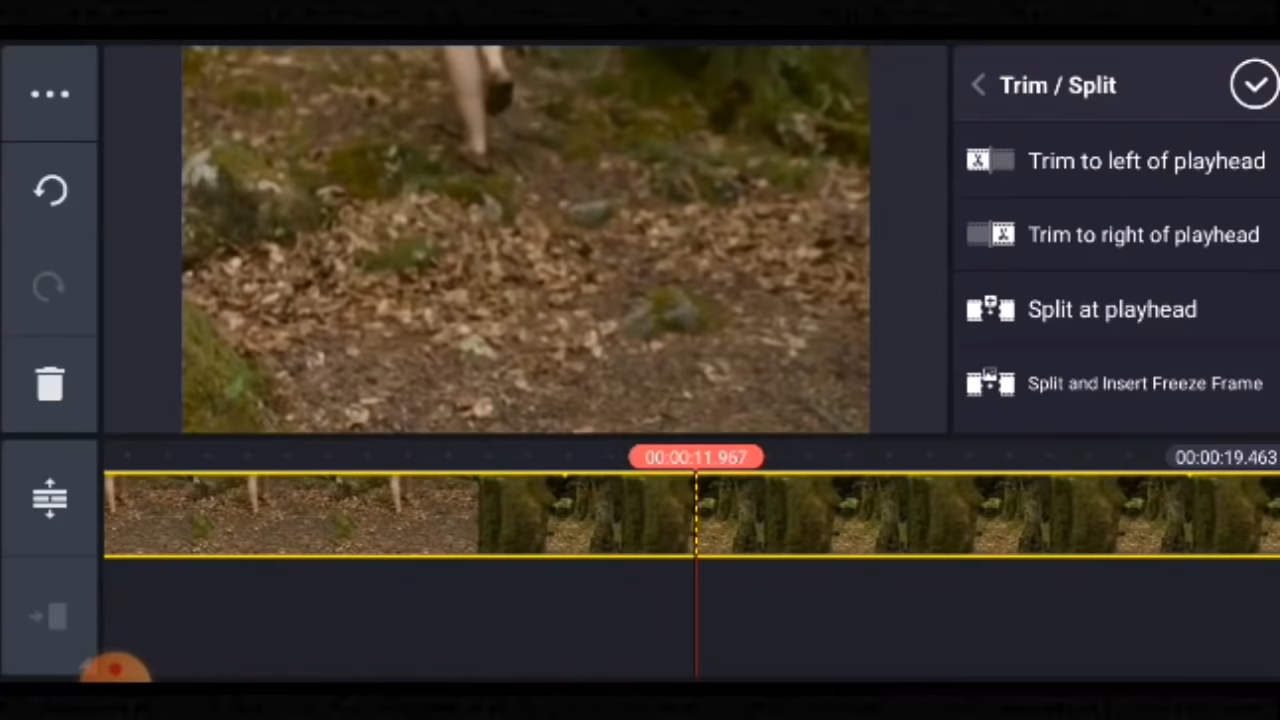 Trim / Split
Trim to left of playhead
Trim to right of playhead
Split at playhead
Split and Insert Freeze Frame
00:00:11.967
00:00:19.463